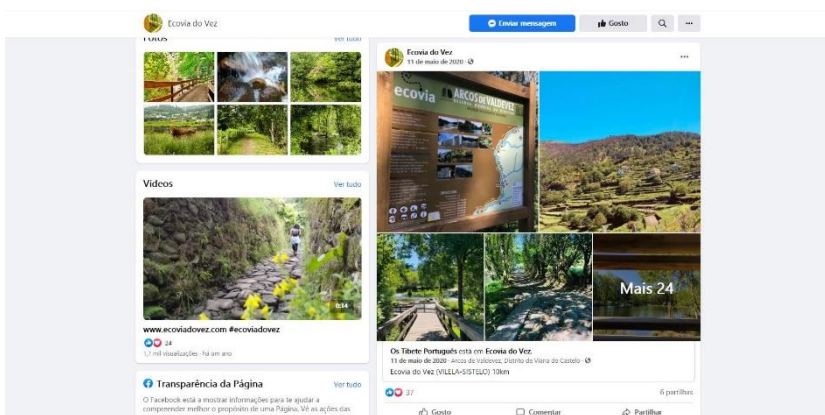 Ecovia do Vez
Enviar mensagem
Gosto
Fotos
Ver tudo
Vídeos
Ver tudo
0:14
www.ecoviadovez.com #ecoviadovez
24
1,7 mil visualizações · há um ano
Transparência da Página
Ver tudo
O Facebook está a mostrar informações para te ajudar a
compreender melhor o propósito de uma Página. Vê as ações das
Ecovia do Vez
11 de maio de 2020
ecovia
ARCOS DE VALDEVEZ
Mais 24
Os Tibete Português está em Ecovia do Vez.
11 de maio de 2020 · Arcos de Valdevez, Distrito de Viana do Castelo ·
Ecovia do Vez (VILELA-SISTELO) 10km
37
6 partilhas
Gosto
Comentar
Partilhar